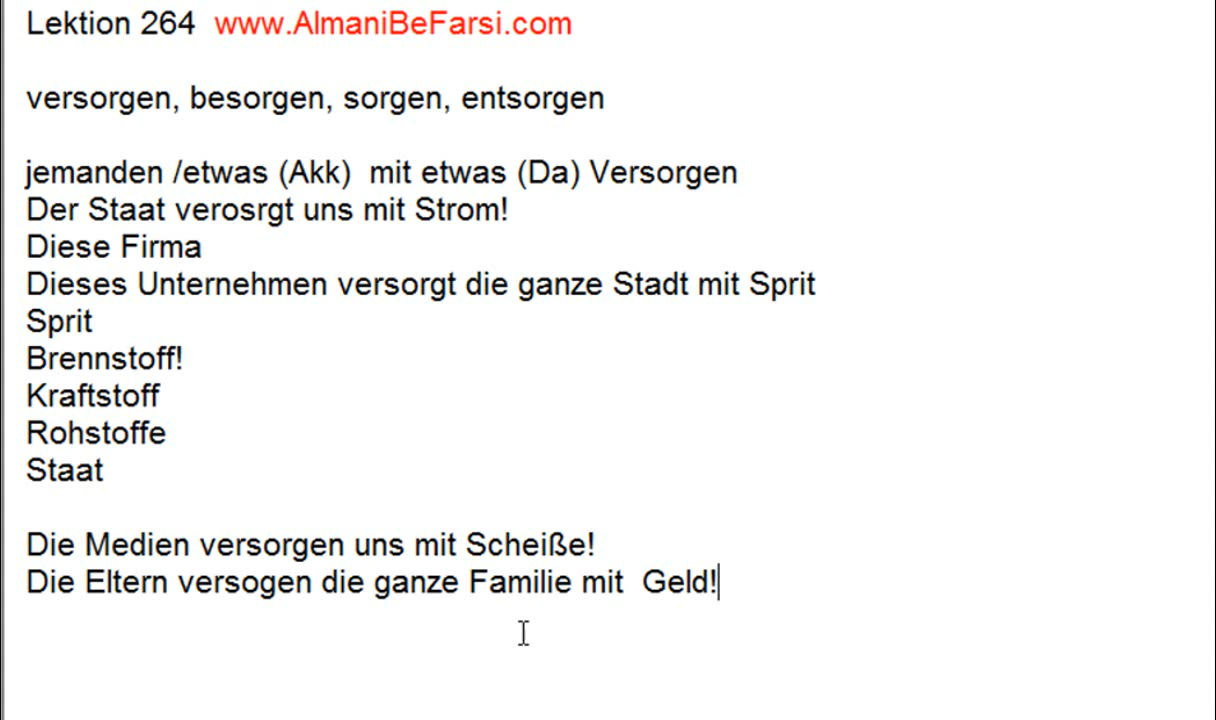 Lektion 264 www.AlmaniBeFarsi.com
versorgen, besorgen, sorgen, entsorgen
jemanden /etwas (Akk) mit etwas (Da) Versorgen
Der Staat verosrgt uns mit Strom!
Diese Firma
Dieses Unternehmen versorgt die ganze Stadt mit Sprit
Sprit
Brennstoff!
Kraftstoff
Rohstoffe
Staat
Die Medien versorgen uns mit Scheiße!
Die Eltern versogen die ganze Familie mit Geld!